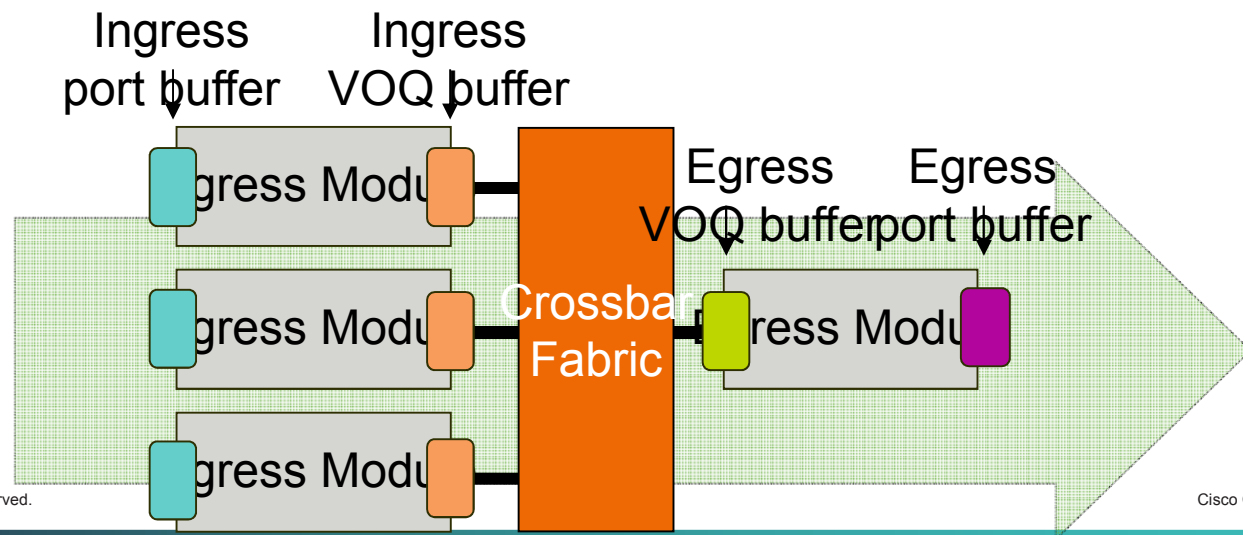 Ingress
port buffer
Ingress
VOQ buffer
Egress
VOQ buffer
Egress
port buffer
gress Modu
gress Modu
gress Modu
Crossbar
Fabric
ress Modu
rved.
Cisco